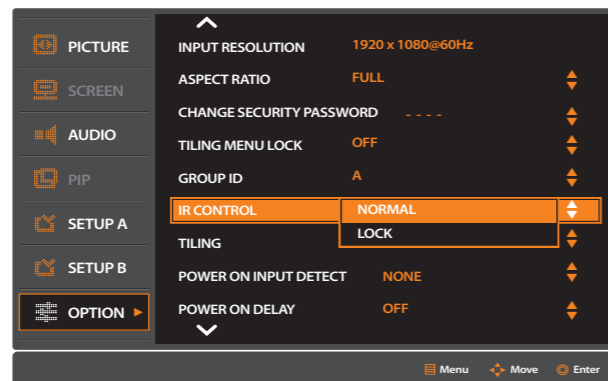 PICTURE
SCREEN
AUDIO
PIP
SETUP A
SETUP B
OPTION
INPUT RESOLUTION 1920 x 1080@60Hz
ASPECT RATIO FULL
CHANGE SECURITY PASSWORD - - - -
TILING MENU LOCK OFF
GROUP ID A
IR CONTROL NORMAL
LOCK
TILING
POWER ON INPUT DETECT NONE
POWER ON DELAY OFF
Menu Move Enter